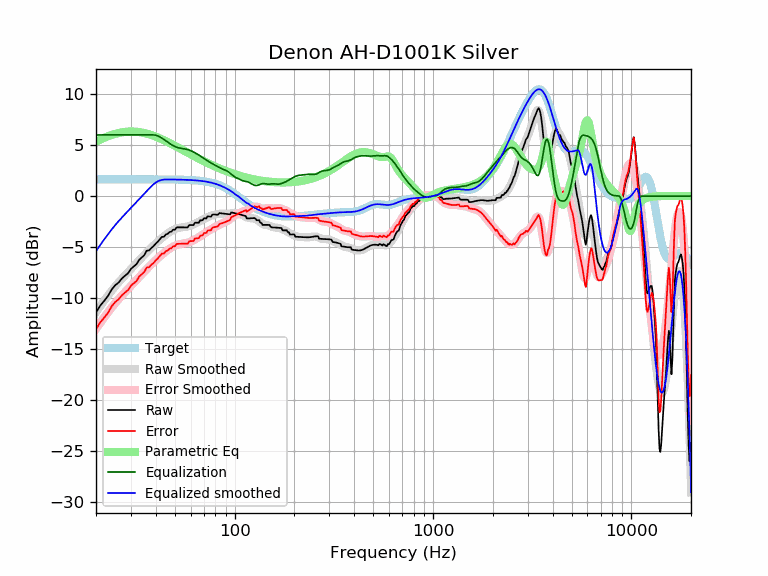 Denon AH-D1001K Silver
Amplitude (dBr)
10
5
0
−5
−10
−15
−20
−25
−30
Target
Raw Smoothed
Error Smoothed
Raw
Error
Parametric Eq
Equalization
Equalized smoothed
100
1000
10000
Frequency (Hz)